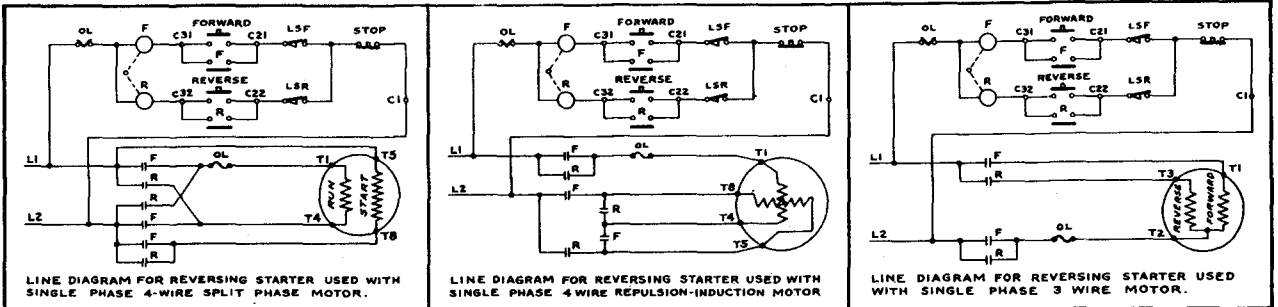 OL F FORWARD C31 F C21 LSF STOP
R REVERSE C32 R C22 LSR C1
L1 F R OL T1 T5
R
L2 F F R RUN START T4 T8
LINE DIAGRAM FOR REVERSING STARTER USED WITH
SINGLE PHASE 4-WIRE SPLIT PHASE MOTOR.
OL F FORWARD C31 F C21 LSF STOP
R REVERSE C32 R C22 LSR C1
L1 F R OL T1
L2 F R F R T8 T4 T5
LINE DIAGRAM FOR REVERSING STARTER USED WITH
SINGLE PHASE 4 WIRE REPULSION-INDUCTION MOTOR
OL F FORWARD C31 F C21 LSF STOP
R REVERSE C32 R C22 LSR C1
L1 F R T3 T1
REVERSE FORWARD
L2 F R OL T2
LINE DIAGRAM FOR REVERSING STARTER USED
WITH SINGLE PHASE 3 WIRE MOTOR.